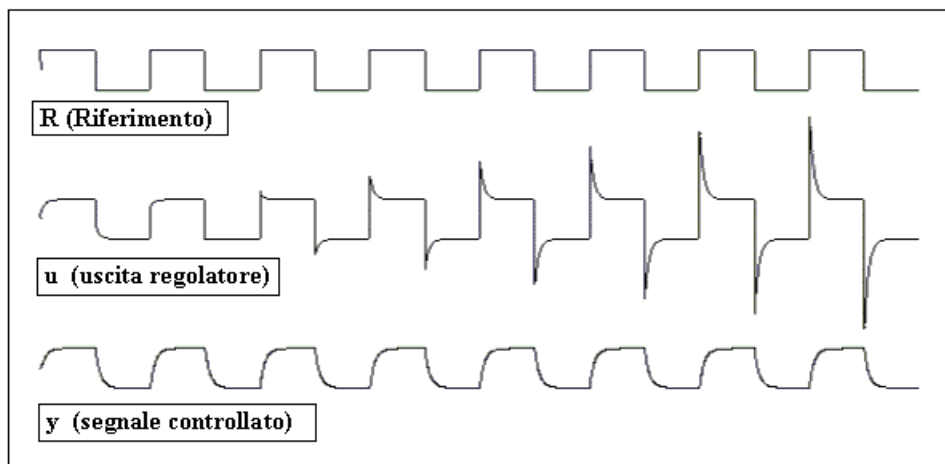 R (Riferimento)
u (uscita regolatore)
y (segnale controllato)